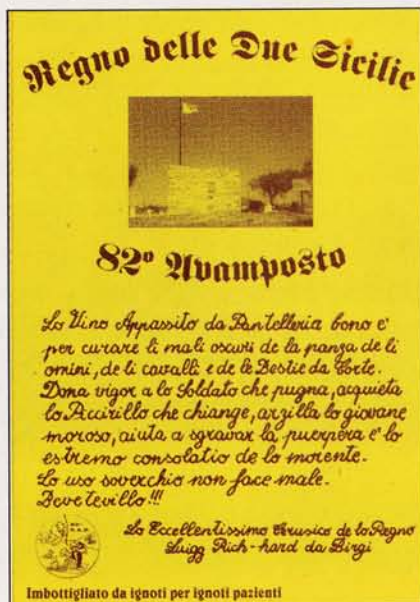 Regno delle Due Sicilie
82º Avamposto
Lo Vino Appassito da Pantelleria bono e'
per curare li mali oscuri de la panza de li
omini, de li cavalli e de le Bestie da Corte.
Dona vigor a lo Soldato che pugna, acquieta
lo Piccirillo che chiange, arzilla lo giovane
moroso, aiuta a sgravar la puerpera e' lo
estremo consolatio de lo morente.
Lo uso soverchio non face male.
Bevetevillo!!!
Lo Eccellentissimo Cerusico de lo Regno
Luigg Rich-hard da Birgi
Imbottigliato da ignoti per ignoti pazienti